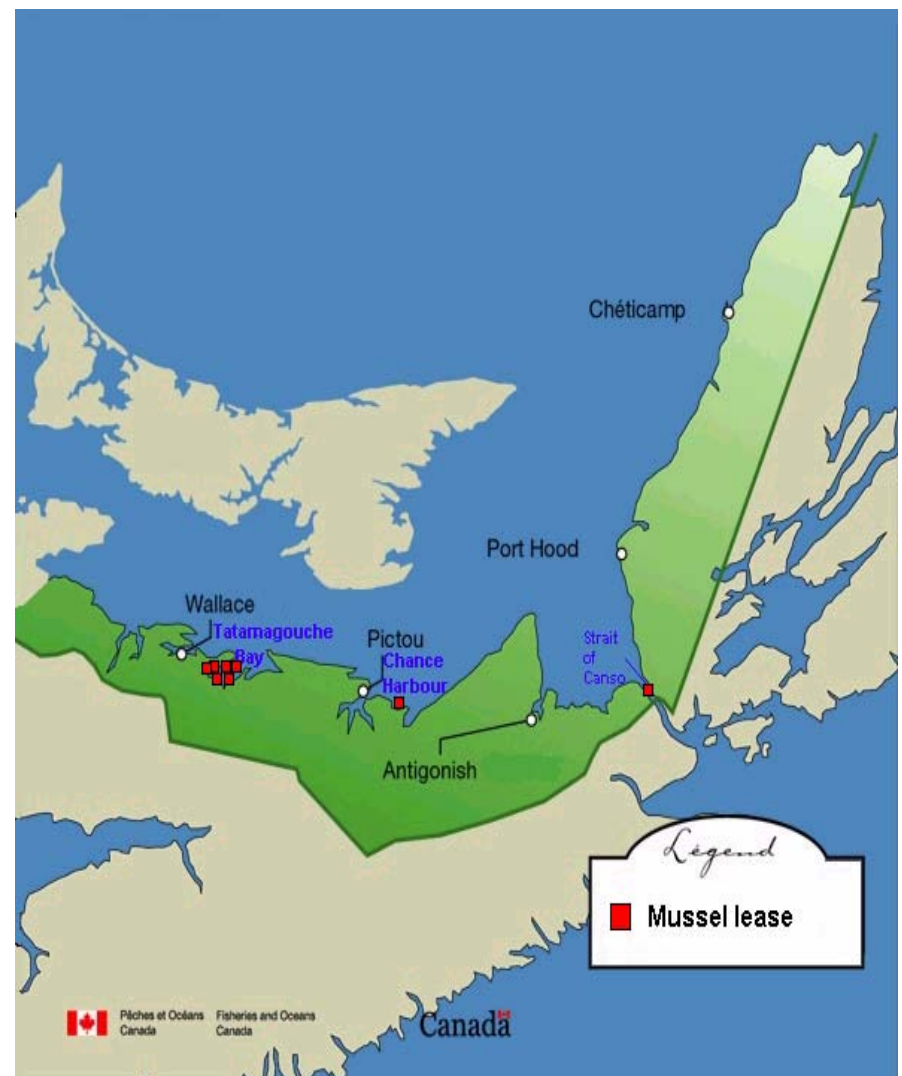 Chéticamp
Port Hood
Wallace
Tatamagouche
Bay
Pictou
Chance
Harbour
Strait
of
Canso
Antigonish
Légend
Mussel lease
Pêches et Océans
Canada
Fisheries and Oceans
Canada
Canada